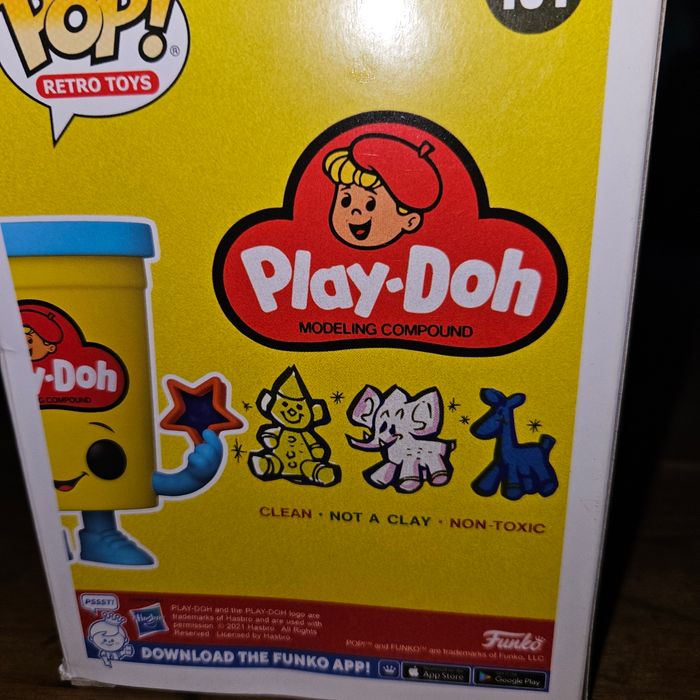 POP!®
RETRO TOYS
Play-Doh
MODELING COMPOUND
y-Doh
G COMPOUND
CLEAN · NOT A CLAY · NON-TOXIC
PSSST!
Hasbro
PLAY-DOH and the PLAY-DOH logo are
trademarks of Hasbro and are used with
permission. © 2021 Hasbro. All Rights
Reserved. Licensed by Hasbro.
POP!™ and FUNKO™ are trademarks of Funko, LLC
Funko
DOWNLOAD THE FUNKO APP!
App Store
Google Play